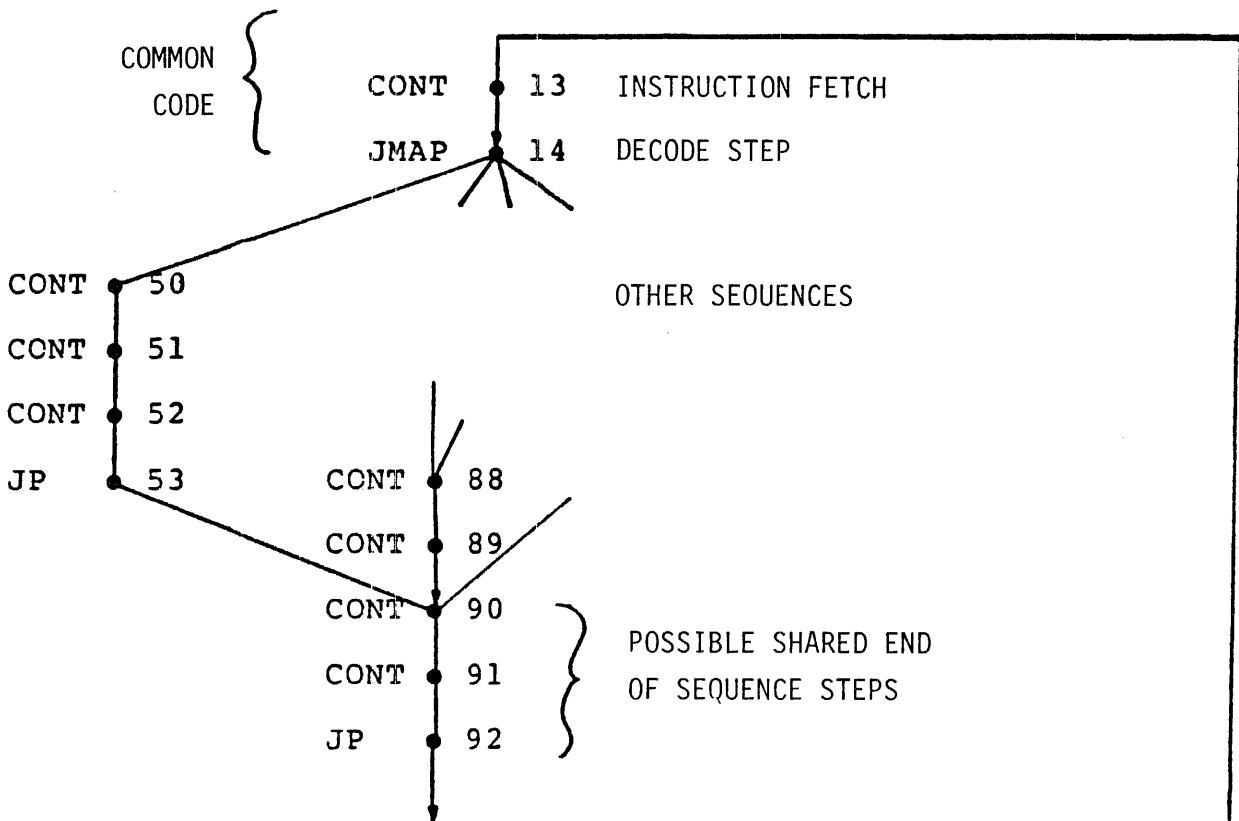 COMMON
CODE
CONT 13 INSTRUCTION FETCH
JMAP 14 DECODE STEP
CONT 50
OTHER SEOUENCES
CONT 51
CONT 52
JP 53
CONT 88
CONT 89
CONT 90
CONT 91
JP 92
POSSIBLE SHARED END
OF SEQUENCE STEPS